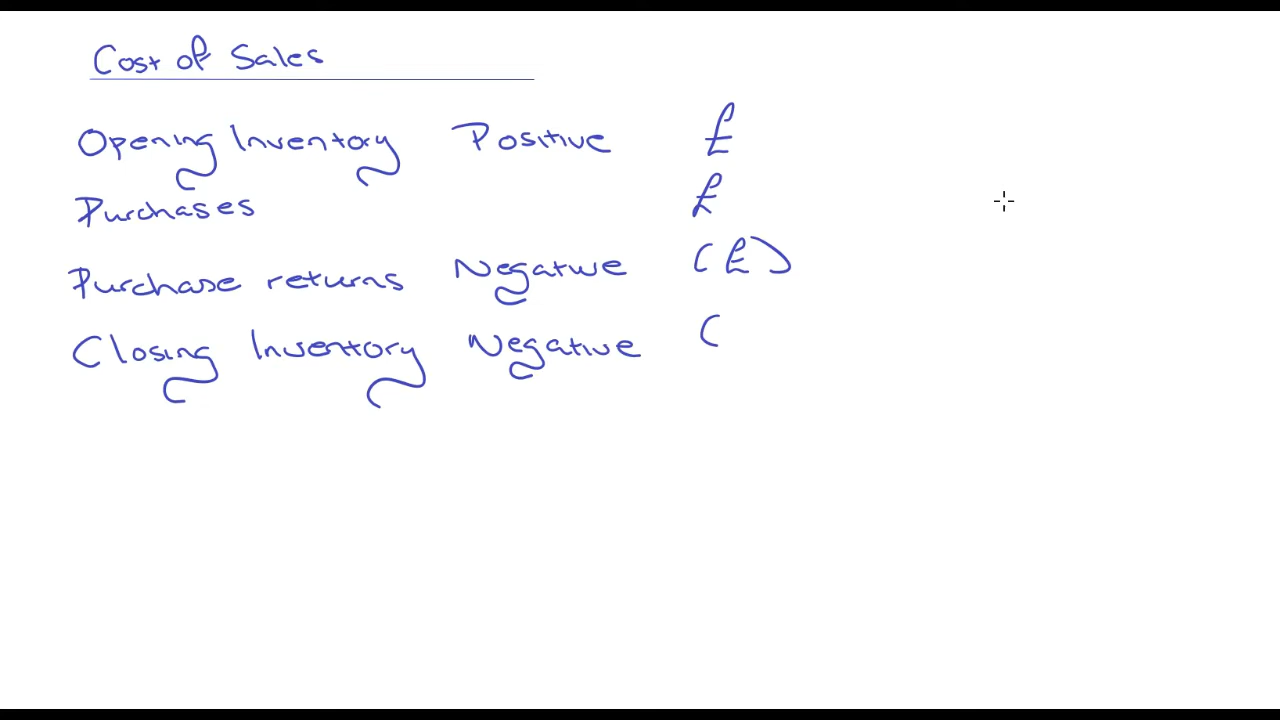 Cost of Sales
Opening Inventory Positive £
Purchases £
Purchase returns Negative (£)
Closing Inventory Negative (